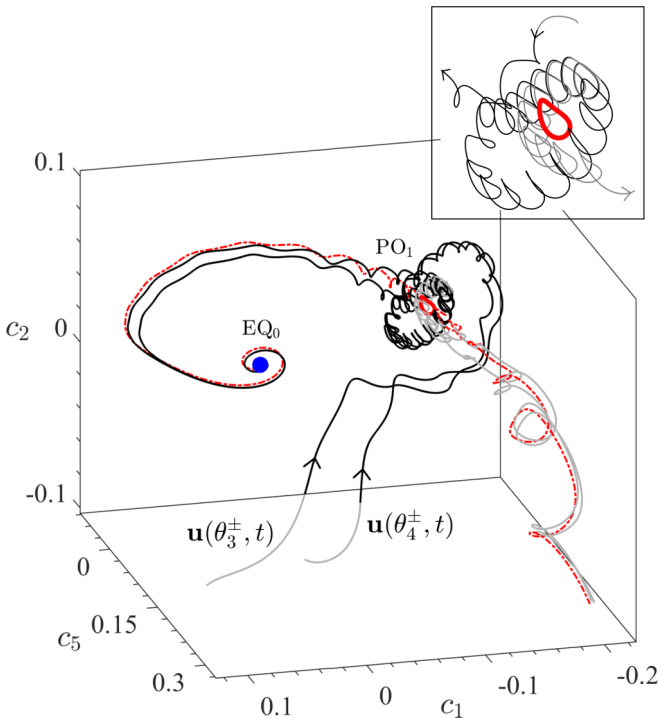 0.1
PO₁
c₂
0
EQ₀
-0.1
u(θ₃^±, t)
u(θ₄^±, t)
0
0.15
c₅
0.3
0.1
0
c₁
-0.1
-0.2